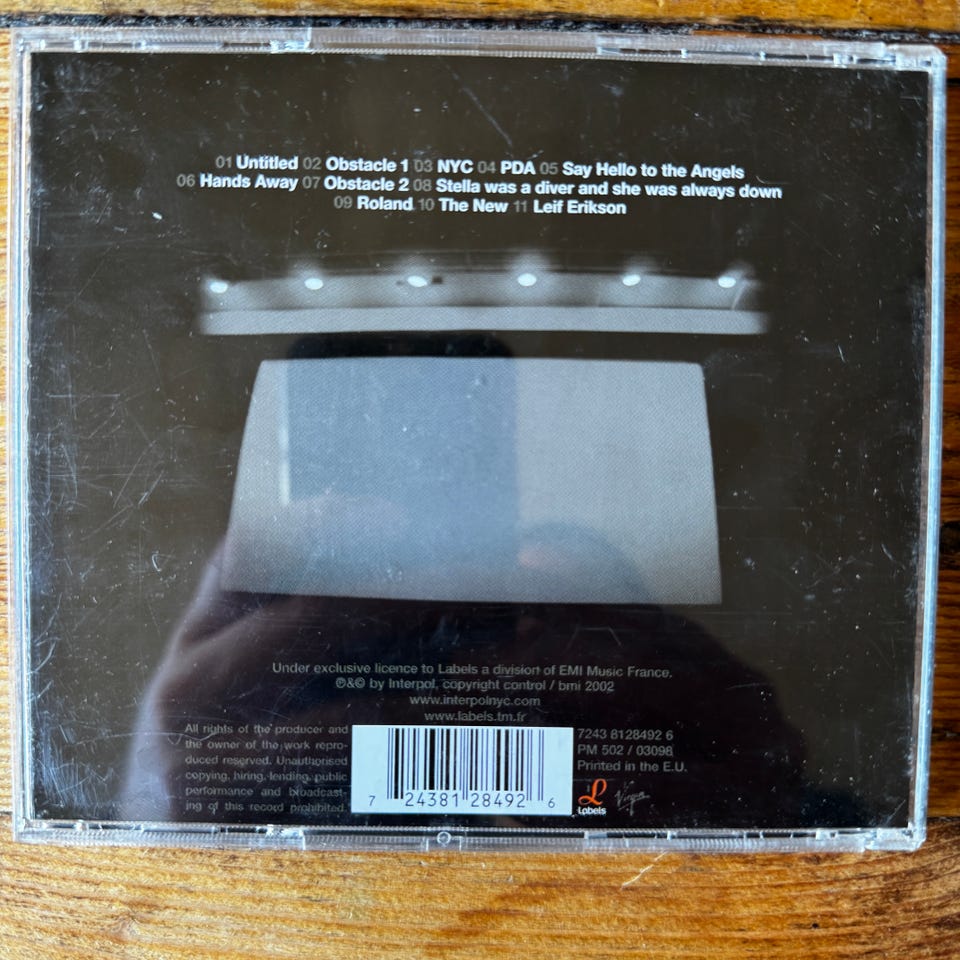 01 Untitled 02 Obstacle 1 03 NYC 04 PDA 05 Say Hello to the Angels
06 Hands Away 07 Obstacle 2 08 Stella was a diver and she was always down
09 Roland 10 The New 11 Leif Erikson
Under exclusive licence to Labels a division of EMI Music France.
℗&© by Interpol, copyright control / bmi 2002
www.interpolnyc.com
www.labels.tm.fr
All rights of the producer and
the owner of the work repro-
duced reserved. Unauthorised
copying, hiring, lending, public
performance and broadcast-
ing of this record prohibited.
7 24381 28492 6
7243 8128492 6
PM 502 / 03098
Printed in the E.U.
Labels
Virgin